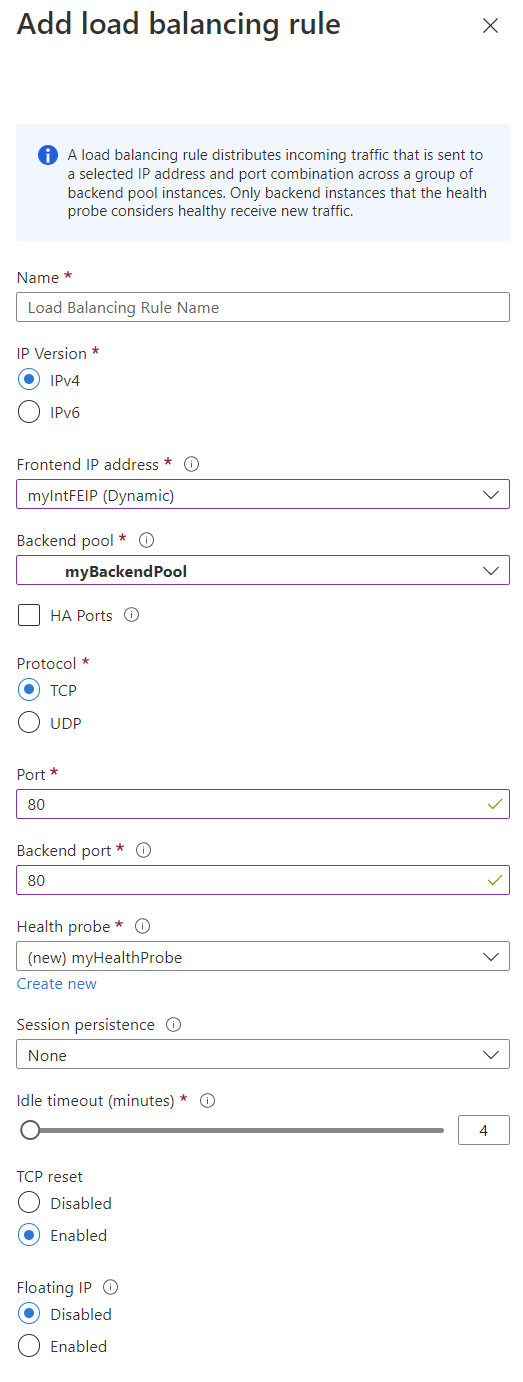 Add load balancing rule
A load balancing rule distributes incoming traffic that is sent to
a selected IP address and port combination across a group of
backend pool instances. Only backend instances that the health
probe considers healthy receive new traffic.
Name *
Load Balancing Rule Name
IP Version *
IPv4
IPv6
Frontend IP address *
myIntFEIP (Dynamic)
Backend pool *
myBackendPool
HA Ports
Protocol *
TCP
UDP
Port *
80
Backend port *
80
Health probe *
(new) myHealthProbe
Create new
Session persistence
None
Idle timeout (minutes) *
4
TCP reset
Disabled
Enabled
Floating IP
Disabled
Enabled